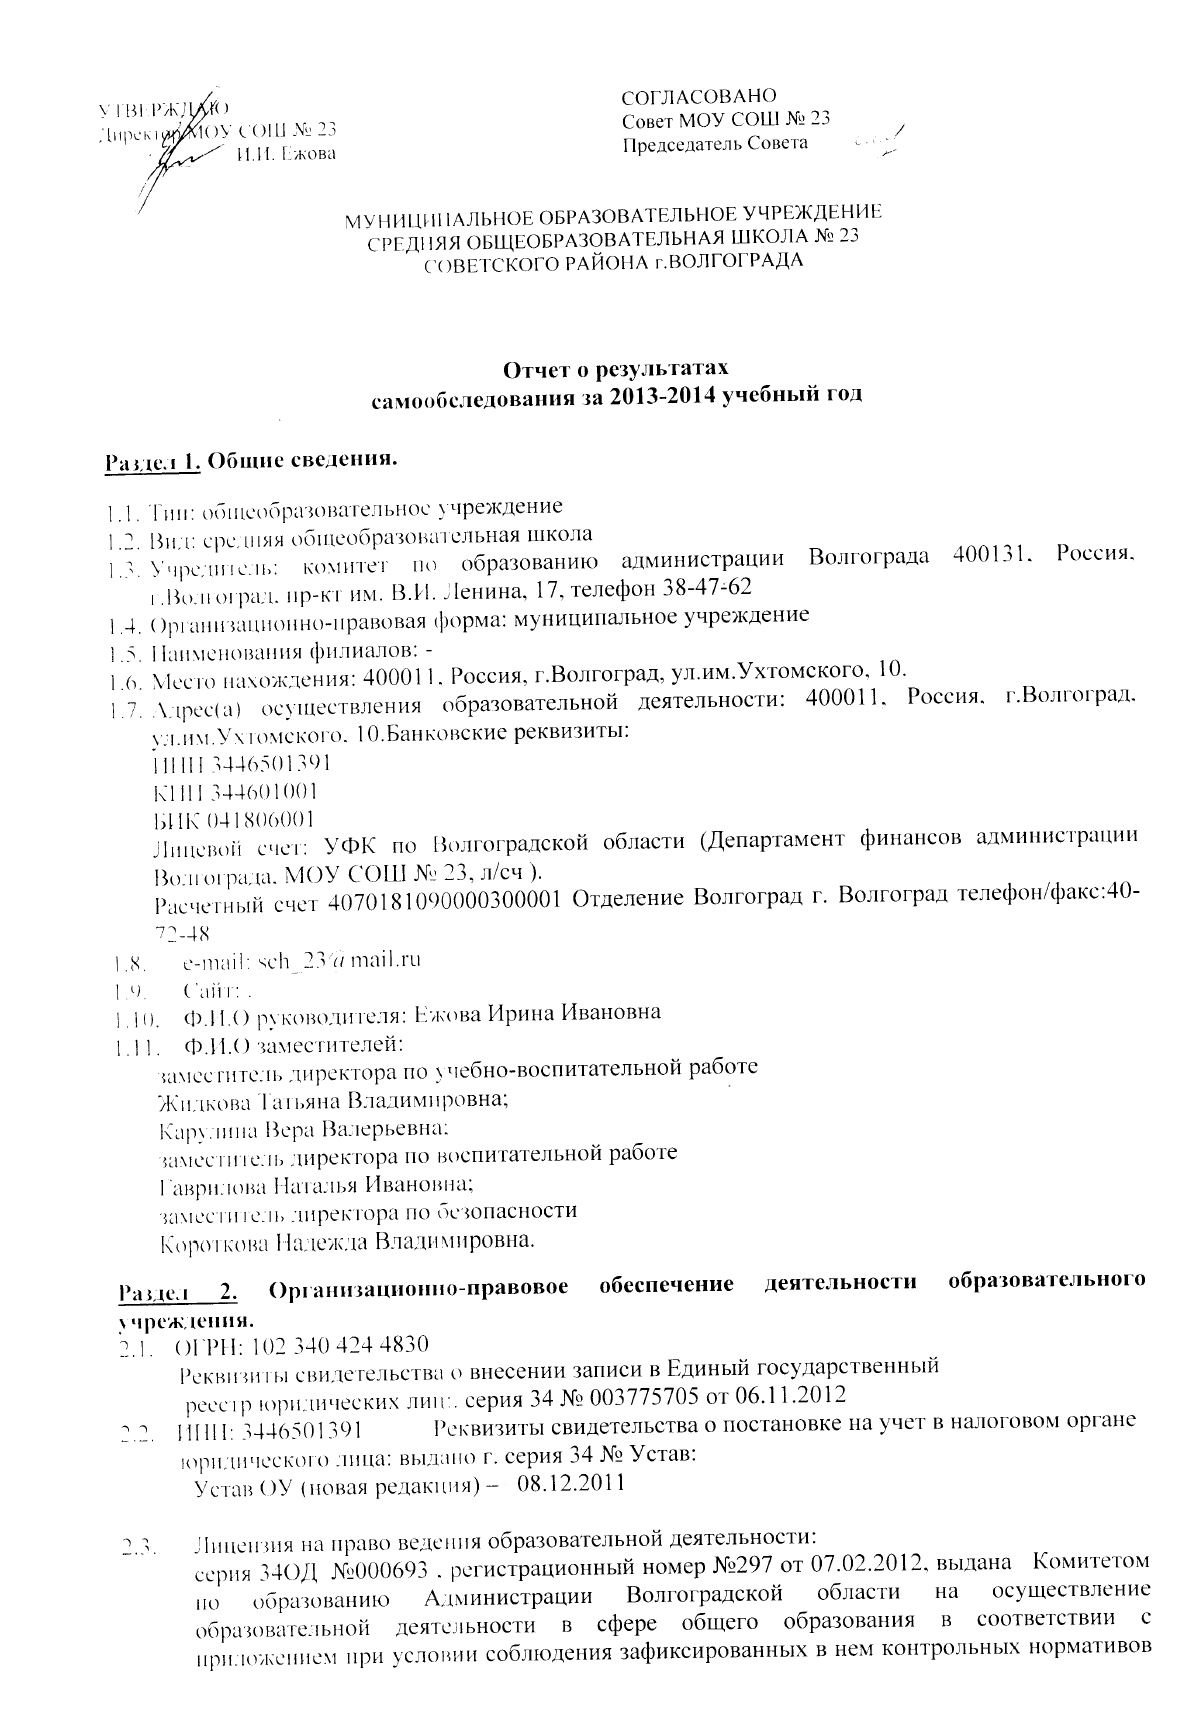 УТВЕРЖДАЮ
Директор МОУ СОШ № 23
И.И. Ежова
СОГЛАСОВАНО
Совет МОУ СОШ № 23
Председатель Совета
МУНИЦИПАЛЬНОЕ ОБРАЗОВАТЕЛЬНОЕ УЧРЕЖДЕНИЕ
СРЕДНЯЯ ОБЩЕОБРАЗОВАТЕЛЬНАЯ ШКОЛА № 23
СОВЕТСКОГО РАЙОНА г.ВОЛГОГРАДА
Отчет о результатах
самообследования за 2013-2014 учебный год
Раздел 1. Общие сведения.
1.1. Тип: общеобразовательное учреждение
1.2. Вид: средняя общеобразовательная школа
1.3. Учредитель: комитет по образованию администрации Волгограда 400131, Россия,
г.Волгоград, пр-кт им. В.И. Ленина, 17, телефон 38-47-62
1.4. Организационно-правовая форма: муниципальное учреждение
1.5. Наименования филиалов: -
1.6. Место нахождения: 400011, Россия, г.Волгоград, ул.им.Ухтомского, 10.
1.7. Адрес(а) осуществления образовательной деятельности: 400011, Россия, г.Волгоград,
ул.им.Ухтомского, 10.Банковские реквизиты:
ИНН 3446501391
КПП 344601001
БИК 041806001
Лицевой счет: УФК по Волгоградской области (Департамент финансов администрации
Волгограда, МОУ СОШ № 23, л/сч ).
Расчетный счет 40701810900003000001 Отделение Волгоград г. Волгоград телефон/факс:40-
72-48
1.8. e-mail: sch_23@mail.ru
1.9. Сайт: .
1.10. Ф.И.О руководителя: Ежова Ирина Ивановна
1.11. Ф.И.О заместителей:
заместитель директора по учебно-воспитательной работе
Жидкова Татьяна Владимировна;
Карулина Вера Валерьевна;
заместитель директора по воспитательной работе
Гаврилова Наталья Ивановна;
заместитель директора по безопасности
Короткова Надежда Владимировна.
Раздел 2. Организационно-правовое обеспечение деятельности образовательного
учреждения.
2.1. ОГРН: 102 340 424 4830
Реквизиты свидетельства о внесении записи в Единый государственный
реестр юридических лиц:. серия 34 № 003775705 от 06.11.2012
2.2. ИНН: 3446501391 Реквизиты свидетельства о постановке на учет в налоговом органе
юридического лица: выдано г. серия 34 № Устав:
Устав ОУ (новая редакция) – 08.12.2011
2.3. Лицензия на право ведения образовательной деятельности:
серия 34ОД №000693 , регистрационный номер №297 от 07.02.2012, выдана Комитетом
по образованию Администрации Волгоградской области на осуществление
образовательной деятельности в сфере общего образования в соответствии с
приложением при условии соблюдения зафиксированных в нем контрольных нормативов